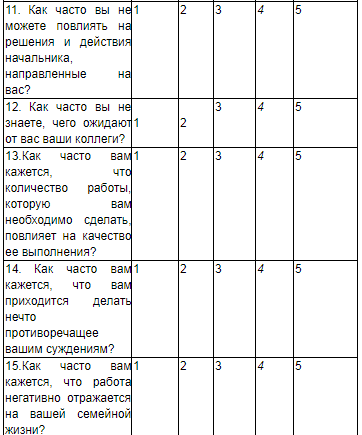 11. Как часто вы не 1 2 3 4 5
можете повлиять на
решения и действия
начальника,
направленные на
вас?
12. Как часто вы не 3 4 5
знаете, чего ожидают 1 2
от вас ваши коллеги?
13.Как часто вам 1 2 3 4 5
кажется, что
количество работы,
которую вам
необходимо сделать,
повлияет на качество
ее выполнения?
14. Как часто вам 1 2 3 4 5
кажется, что вам
приходится делать
нечто
противоречащее
вашим суждениям?
15.Как часто вам 1 2 3 4 5
кажется, что работа
негативно отражается
на вашей семейной
жизни?